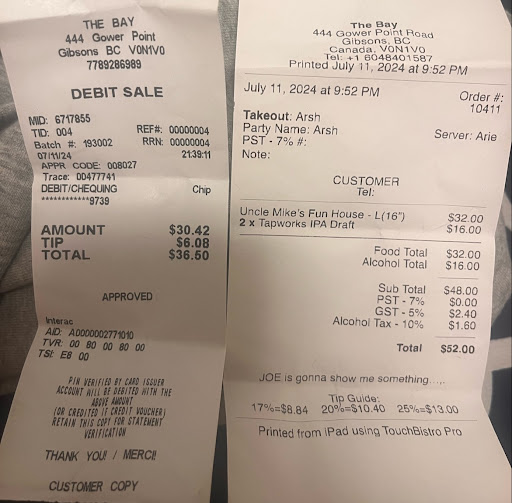 THE BAY
444 Gower Point
Gibsons BC V0N1V0
7789286989
DEBIT SALE
MID: 6717855
TID: 004 REF#: 00000004
Batch #: 193002 RRN: 00000004
07/11/24 21:39:11
APPR CODE: 008027
Trace: 00477741
DEBIT/CHEQUING Chip
************9739
AMOUNT $30.42
TIP $6.08
TOTAL $36.50
APPROVED
Interac
AID: A0000002771010
TVR: 00 80 00 80 00
TSI: E8 00
PIN VERIFIED BY CARD ISSUER
ACCOUNT WILL BE DEBITED WITH THE
ABOVE AMOUNT
(OR CREDITED IF CREDIT VOUCHER)
RETAIN THIS COPY FOR STATEMENT
VERIFICATION
THANK YOU! / MERCI!
CUSTOMER COPY
The Bay
444 Gower Point Road
Gibsons, BC
Canada, V0N1V0
Tel: +1 6048401587
Printed July 11, 2024 at 9:52 PM
July 11, 2024 at 9:52 PM Order #:
10411
Takeout: Arsh
Party Name: Arsh Server: Arie
PST - 7% #:
Note:
CUSTOMER
Tel:
Uncle Mike's Fun House - L(16") $32.00
2 x Tapworks IPA Draft $16.00
Food Total $32.00
Alcohol Total $16.00
Sub Total $48.00
PST - 7% $0.00
GST - 5% $2.40
Alcohol Tax - 10% $1.60
Total $52.00
JOE is gonna show me something.....
Tip Guide:
17%=$8.84 20%=$10.40 25%=$13.00
Printed from iPad using TouchBistro Pro